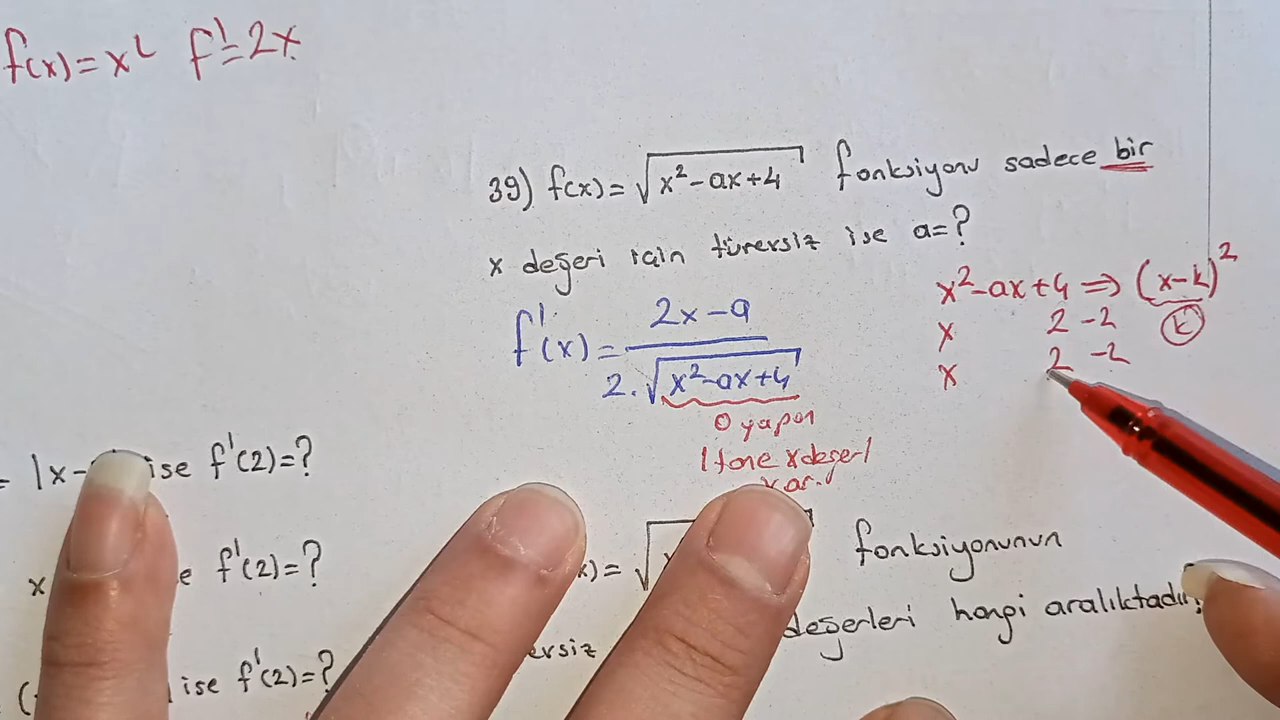 f(x)=x² f'=2x
39) f(x)=√x²-ax+4 fonksiyonu sadece bir
x değeri için türevsiz ise a=?
x²-ax+4 ⇒ (x-k)²
x 2 -2 k
x 2 -2
f'(x)= 2x-a
2.√x²-ax+4
0 yapan
1 tane x değeri
var.
= |x- ise f'(2)=?
x e f'(2)=?
x)=√ fonksiyonunun
değerleri hangi aralıktadır?
ise f'(2)=?